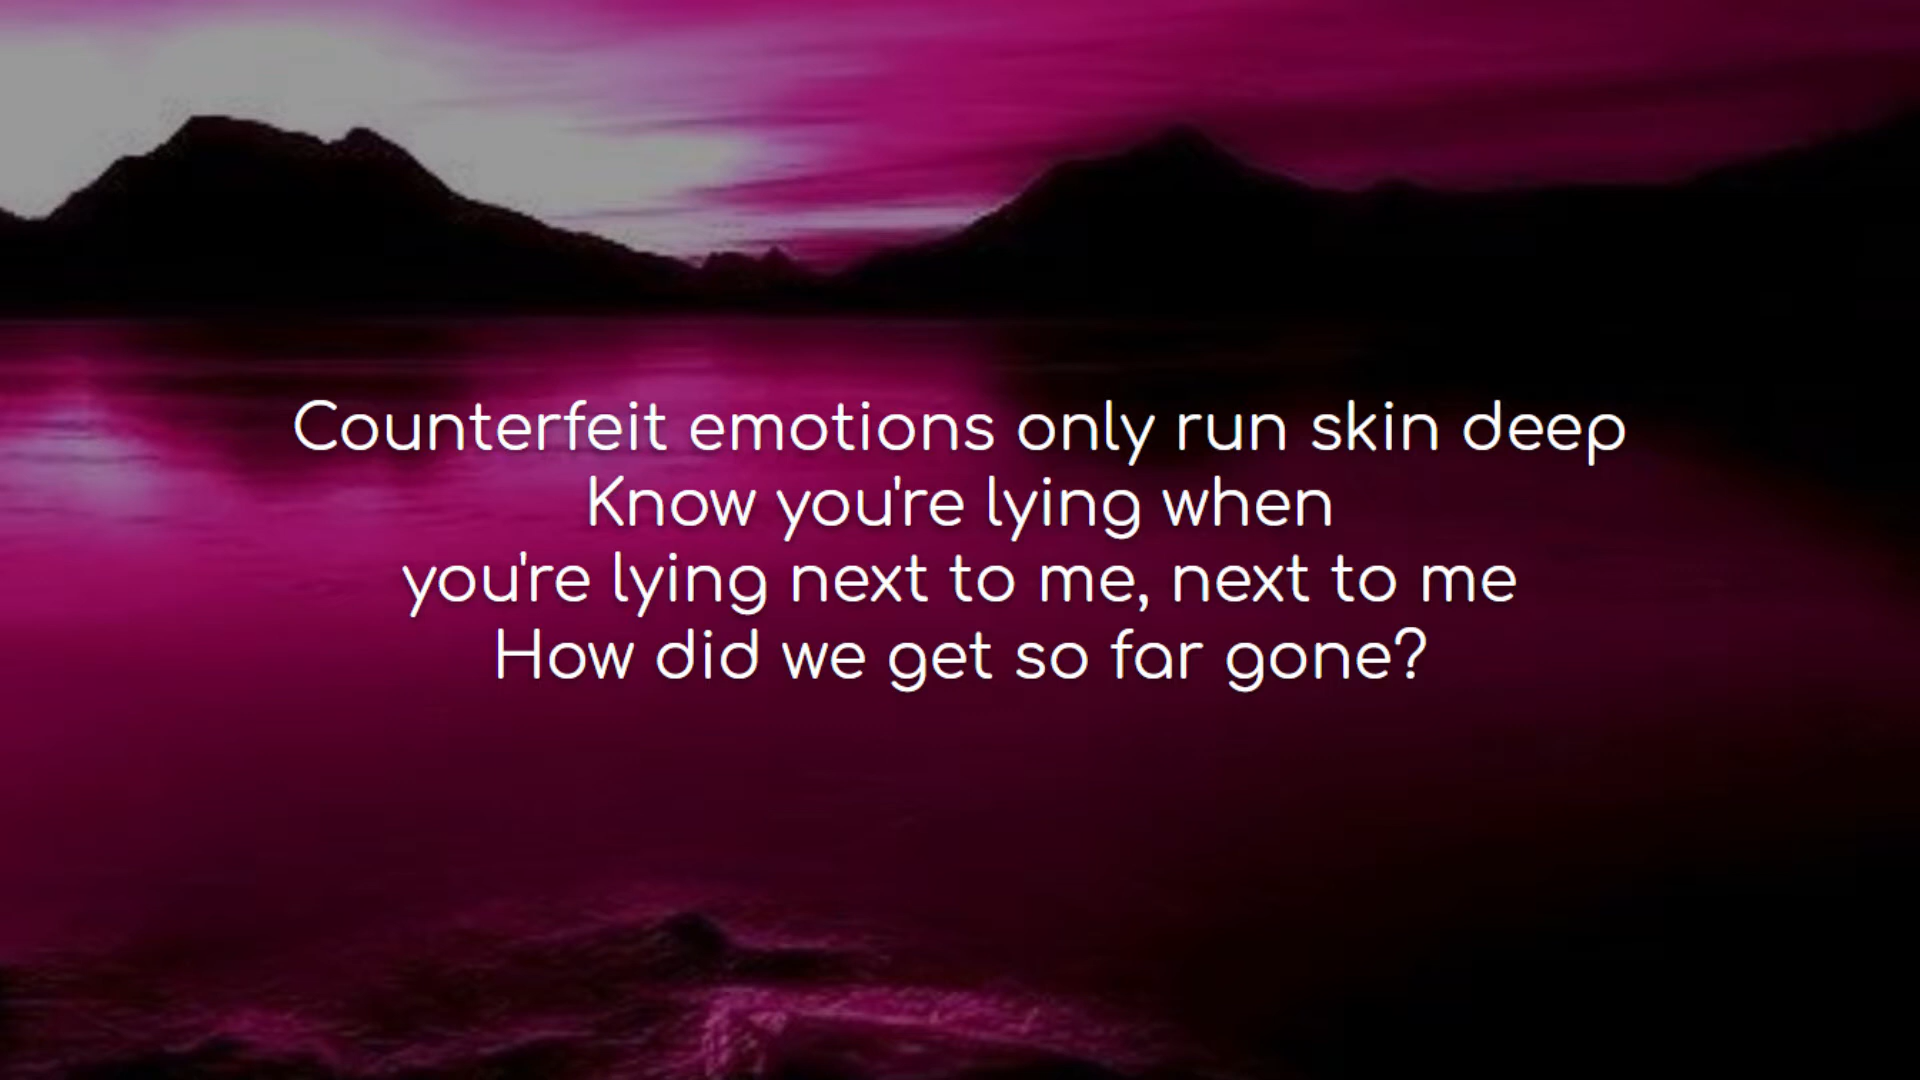 Counterfeit emotions only run skin deep
Know you're lying when
you're lying next to me, next to me
How did we get so far gone?